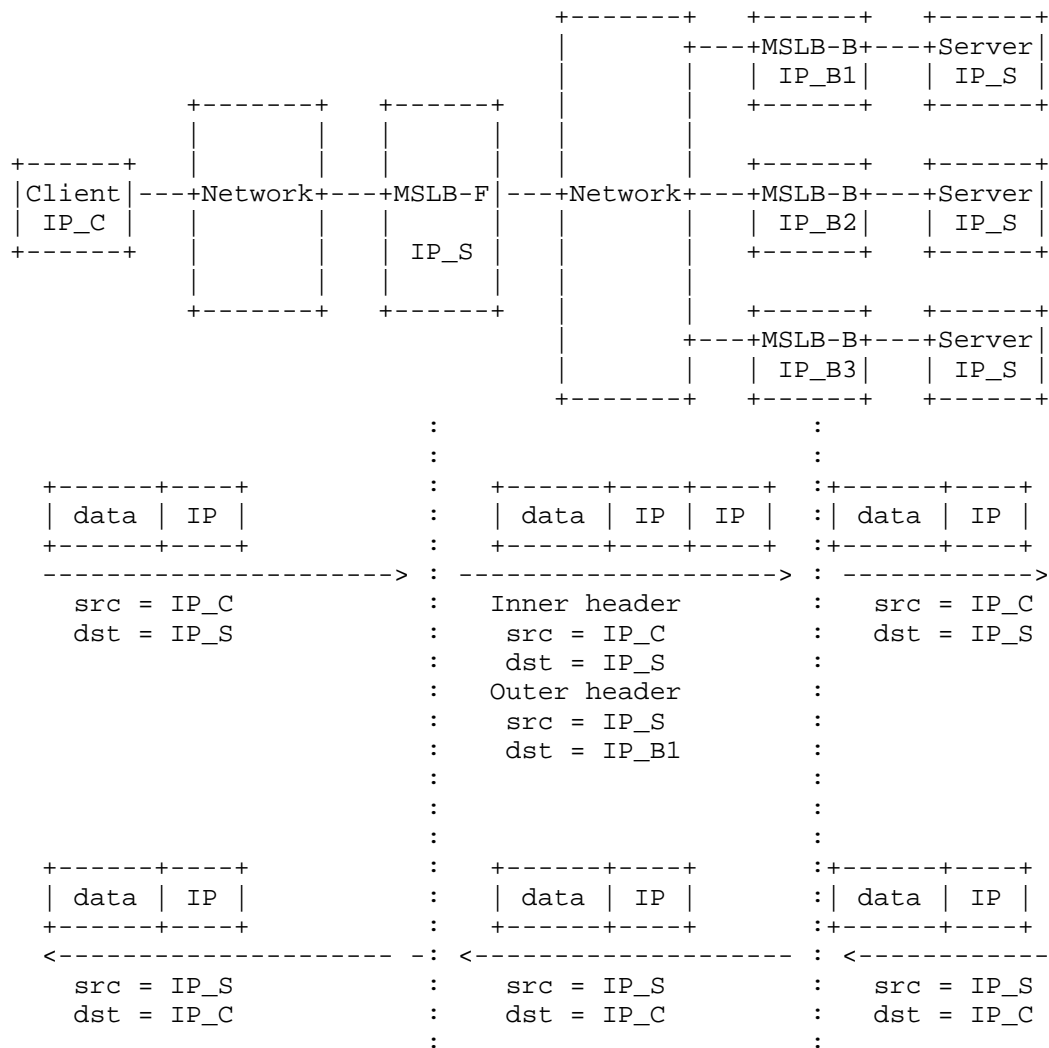 MSLB-B Server
IP_B1 IP_S
Client Network MSLB-F Network MSLB-B Server
IP_C IP_B2 IP_S
IP_S
MSLB-B Server
IP_B3 IP_S
data IP data IP IP data IP
src = IP_C Inner header src = IP_C
dst = IP_S src = IP_C dst = IP_S
dst = IP_S
Outer header
src = IP_S
dst = IP_B1
data IP data IP data IP
src = IP_S src = IP_S src = IP_S
dst = IP_C dst = IP_C dst = IP_C